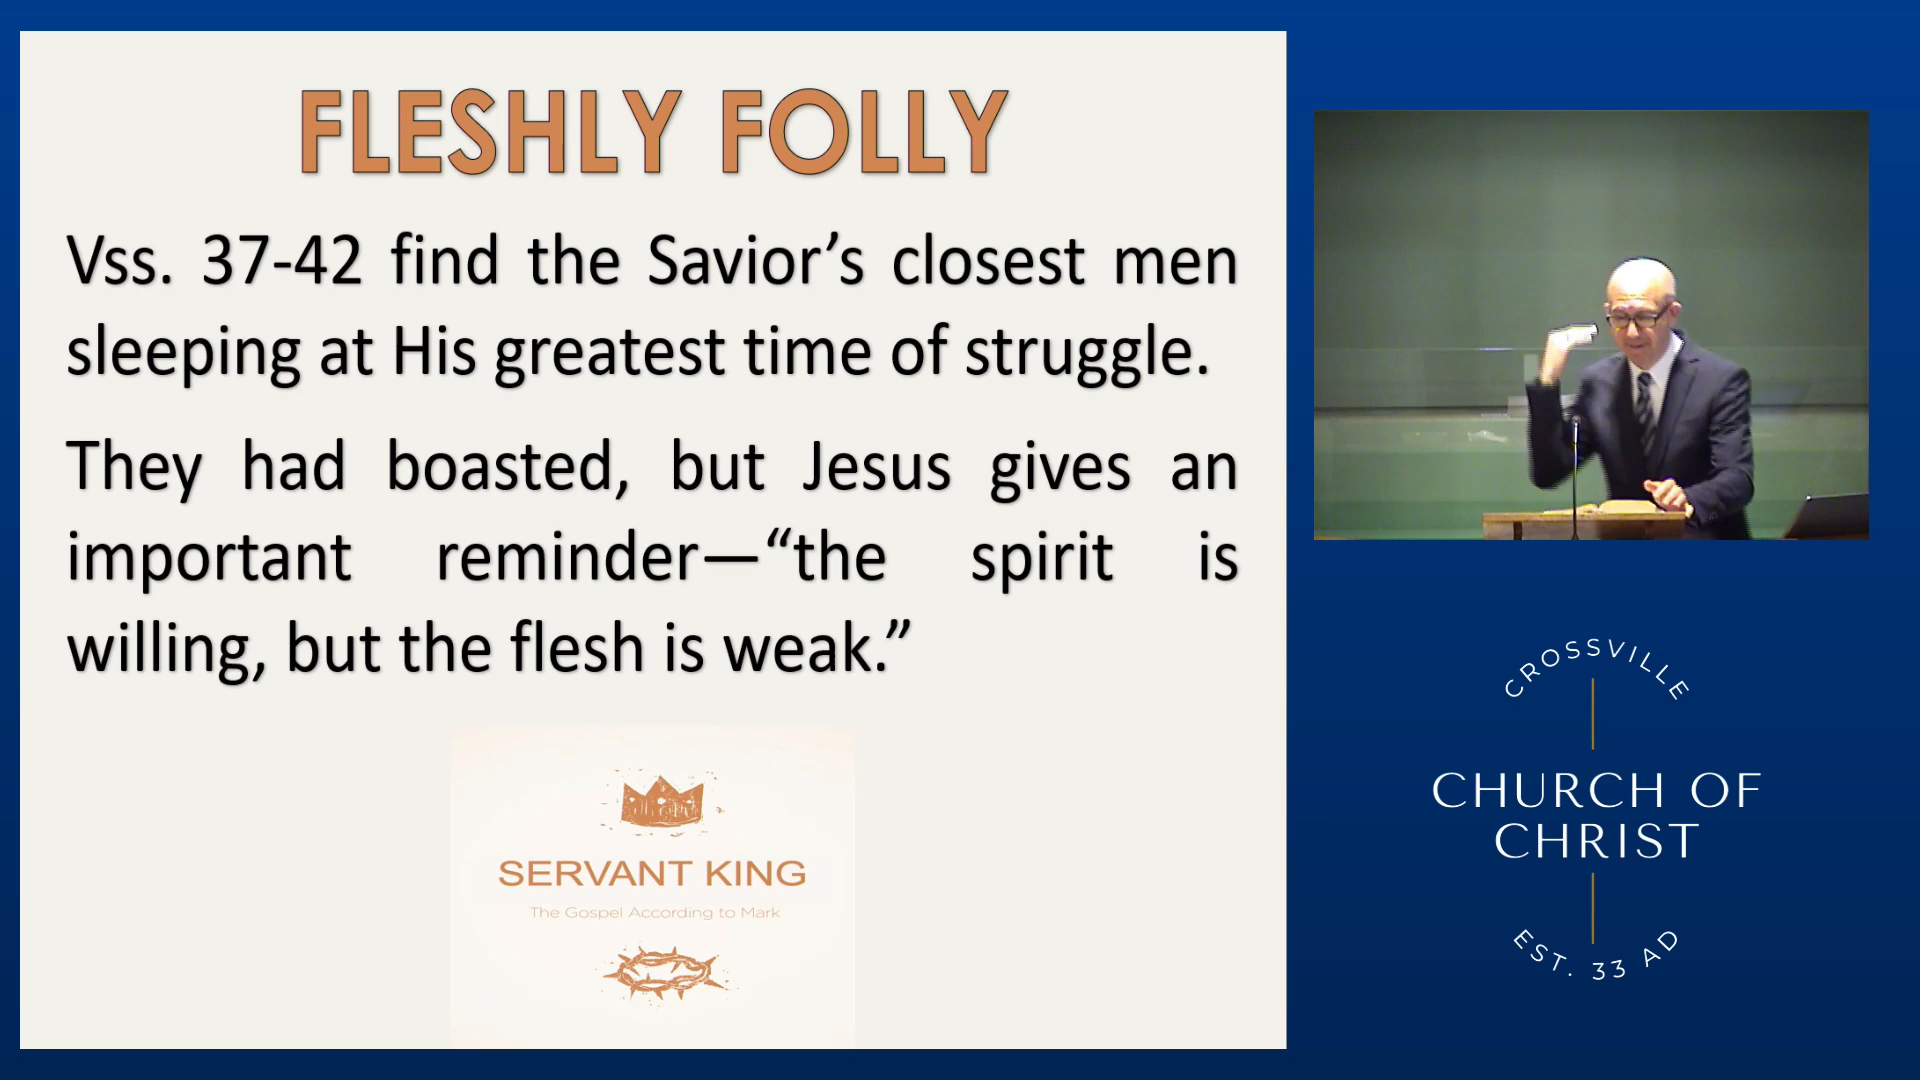 FLESHLY FOLLY
Vss. 37-42 find the Savior’s closest men
sleeping at His greatest time of struggle.
They had boasted, but Jesus gives an
important reminder—“the spirit is
willing, but the flesh is weak.”
SERVANT KING
The Gospel According to Mark
CROSSVILLE
CHURCH OF
CHRIST
EST. 33 AD